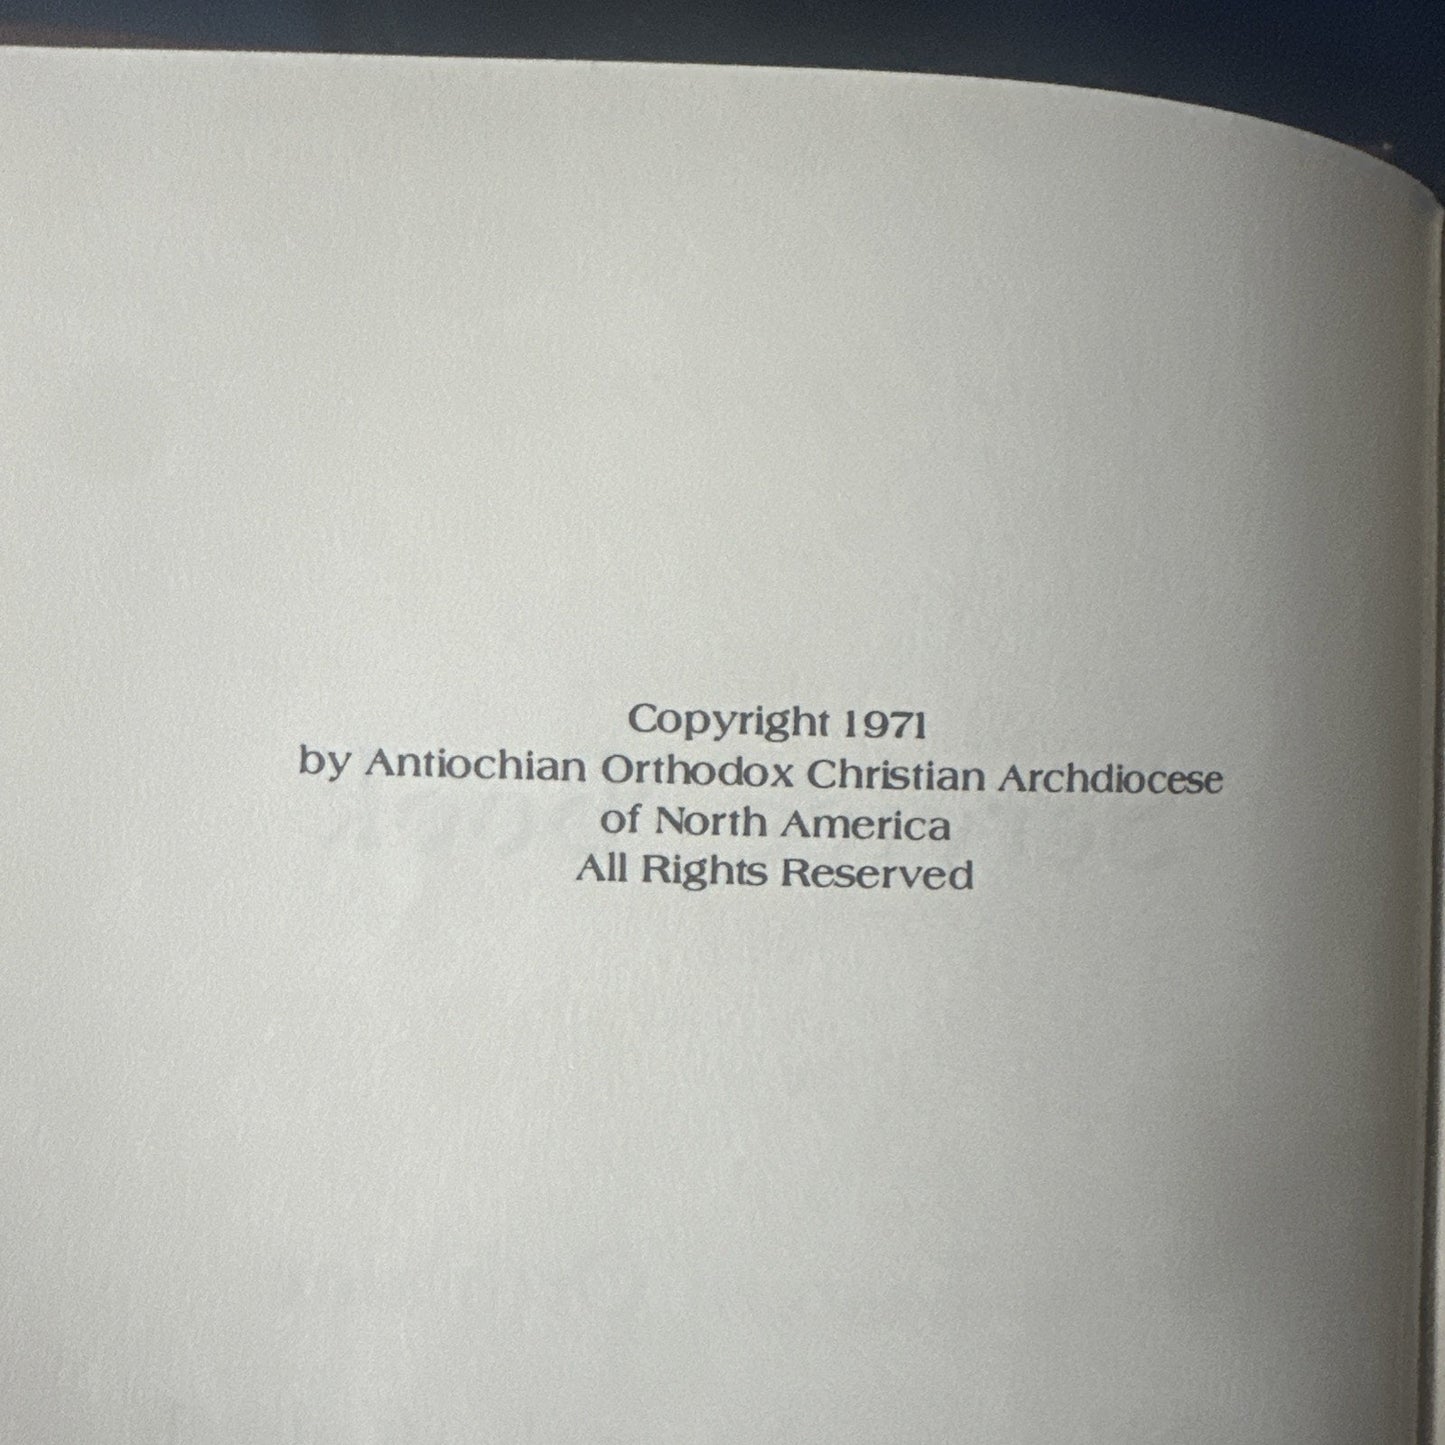 Copyright 1971
by Antiochian Orthodox Christian Archdiocese
of North America
All Rights Reserved